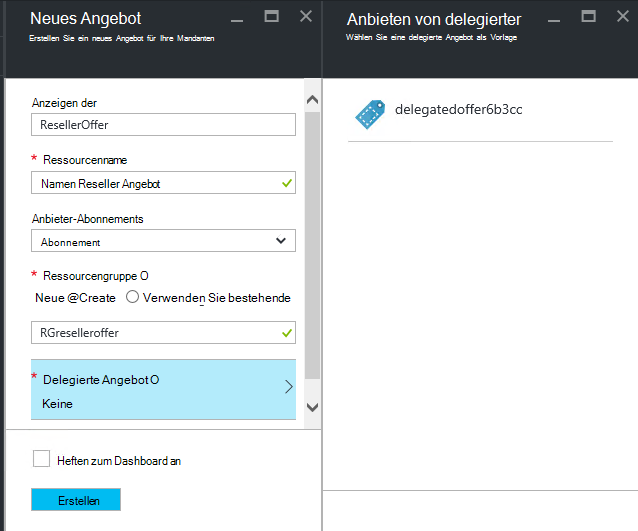 Neues Angebot
Erstellen Sie ein neues Angebot für Ihre Mandanten
Anzeigen der
ResellerOffer
* Ressourcenname
Namen Reseller Angebot
Anbieter-Abonnements
Abonnement
* Ressourcengruppe O
Neue @Create Verwenden Sie bestehende
RGreselleroffer
* Delegierte Angebot O
Keine
Heften zum Dashboard an
Erstellen
Anbieten von delegierter
Wählen Sie eine delegierte Angebot als Vorlage
delegatedoffer6b3cc